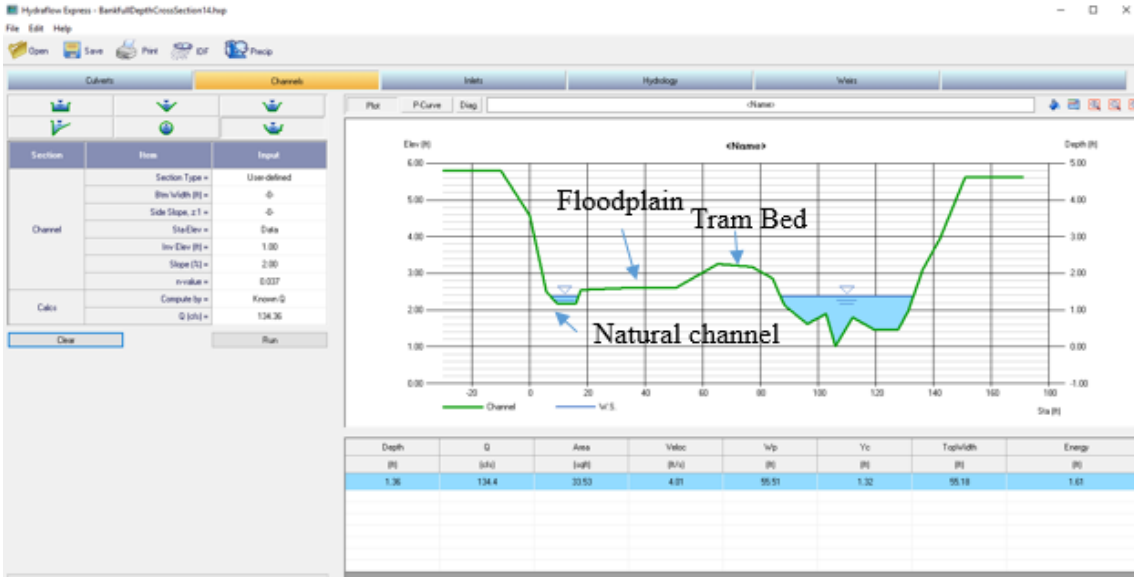 Hydraflow Express - BankfullDepthCrossSection14.hxp
File Edit Help
Open Save Print IDF Precip
Culverts Channels Inlets Hydrology Weirs
Plot P-Curve Diag <Name>
Section Item Input
Channel
Section Type = User-defined
Btm Width (ft) = -0-
Side Slope, z:1 = -0-
Sta-Elev = Data
Inv Elev (ft) = 1.00
Slope (%) = 2.00
n-value = 0.037
Calcs
Compute by = Known Q
Q (cfs) = 134.36
Clear Run
Elev (ft) <Name> Depth (ft)
6.00 5.00
5.00 4.00
4.00 3.00
3.00 2.00
2.00 1.00
1.00 0.00
0.00 -1.00
Floodplain
Tram Bed
Natural channel
-20 0 20 40 60 80 100 120 140 160 180
Channel W.S. Sta (ft)
Depth Q Area Veloc Wp Yc TopWidth Energy
(ft) (cfs) (sqft) (ft/s) (ft) (ft) (ft) (ft)
1.36 134.4 33.53 4.01 55.51 1.32 55.18 1.61